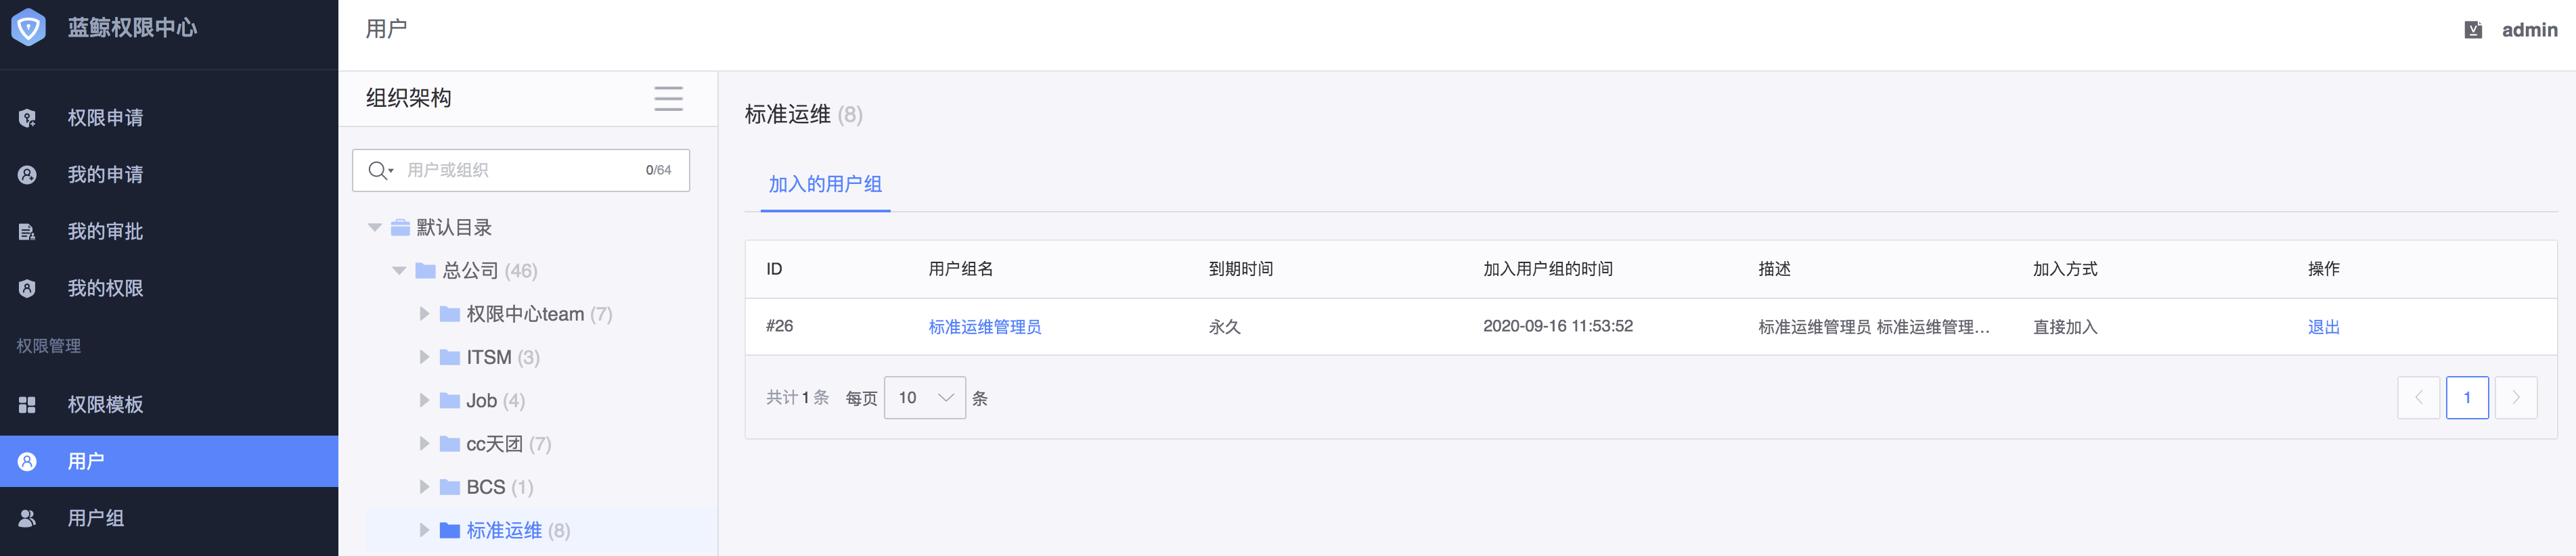 蓝鲸权限中心
权限申请
我的申请
我的审批
我的权限
权限管理
权限模板
用户
用户组
用户
admin
组织架构
用户或组织 0/64
默认目录
总公司 (46)
权限中心team (7)
ITSM (3)
Job (4)
cc天团 (7)
BCS (1)
标准运维 (8)
标准运维 (8)
加入的用户组
ID 用户组名 到期时间 加入用户组的时间 描述 加入方式 操作
#26 标准运维管理员 永久 2020-09-16 11:53:52 标准运维管理员 标准运维管理... 直接加入 退出
共计 1 条 每页 10 条 1